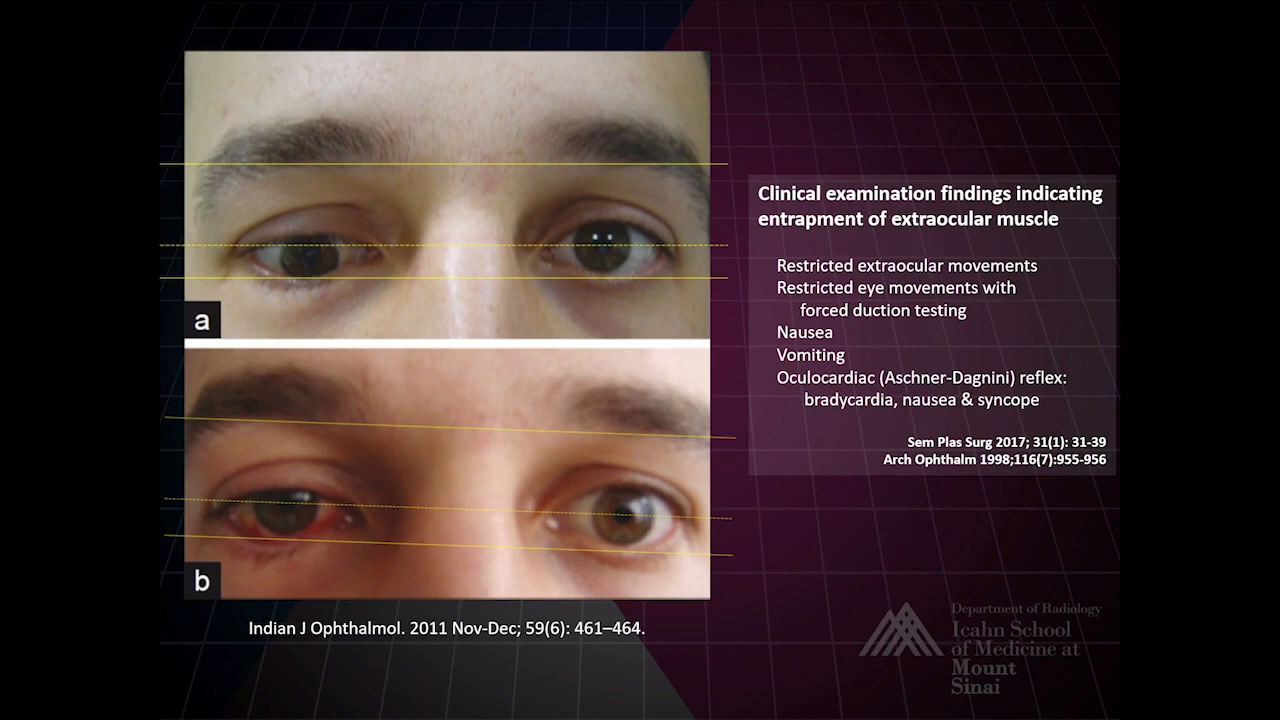 a
b
Indian J Ophthalmol. 2011 Nov-Dec; 59(6): 461–464.
Clinical examination findings indicating
entrapment of extraocular muscle
Restricted extraocular movements
Restricted eye movements with
forced duction testing
Nausea
Vomiting
Oculocardiac (Aschner-Dagnini) reflex:
bradycardia, nausea & syncope
Sem Plas Surg 2017; 31(1): 31-39
Arch Ophthalm 1998;116(7):955-956
Department of Radiology
Icahn School
of Medicine at
Mount
Sinai